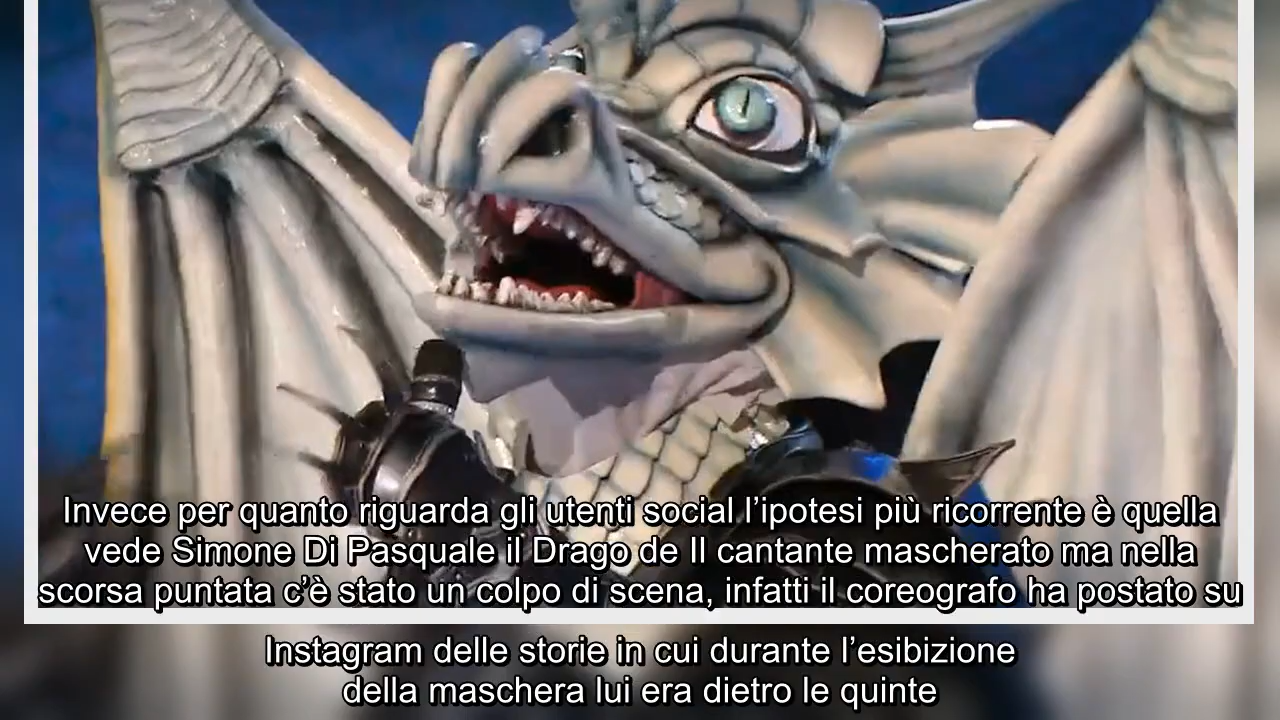 Invece per quanto riguarda gli utenti social l’ipotesi più ricorrente è quella
vede Simone Di Pasquale il Drago de Il cantante mascherato ma nella
scorsa puntata c’è stato un colpo di scena, infatti il coreografo ha postato su
Instagram delle storie in cui durante l’esibizione
della maschera lui era dietro le quinte